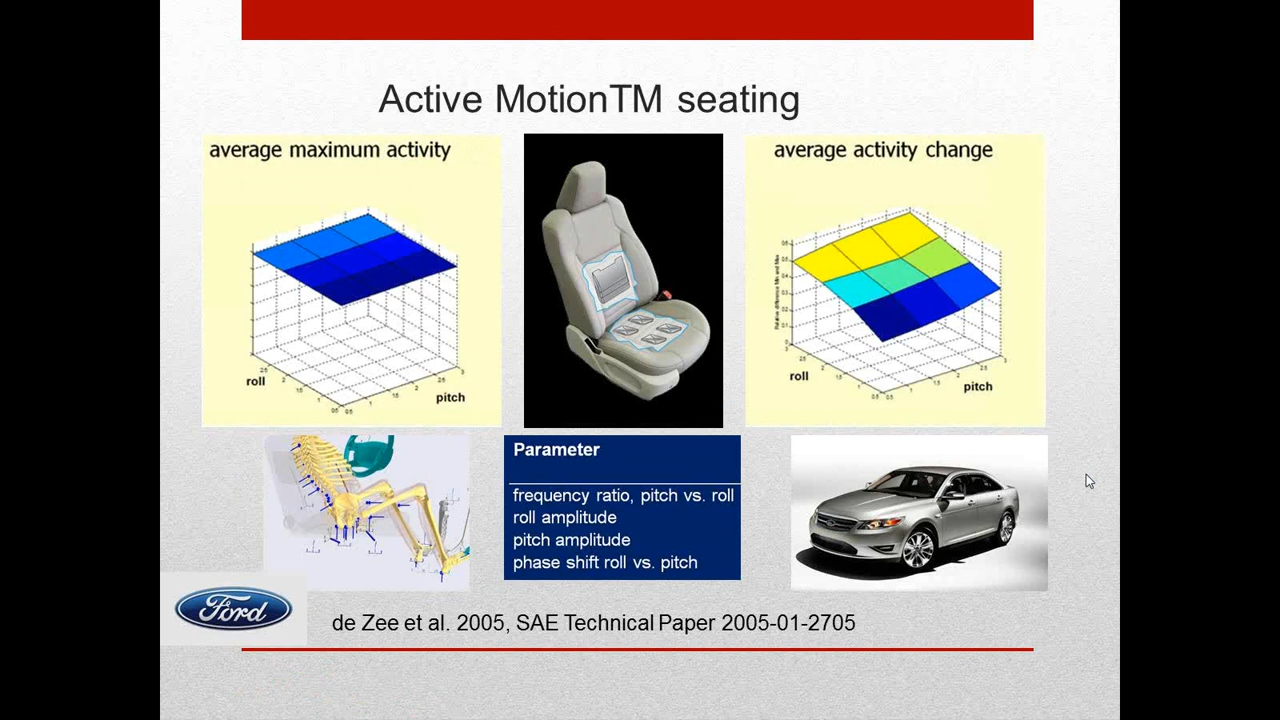 Active MotionTM seating
average maximum activity
roll
pitch
average activity change
roll
pitch
Parameter
frequency ratio, pitch vs. roll
roll amplitude
pitch amplitude
phase shift roll vs. pitch
Ford
de Zee et al. 2005, SAE Technical Paper 2005-01-2705